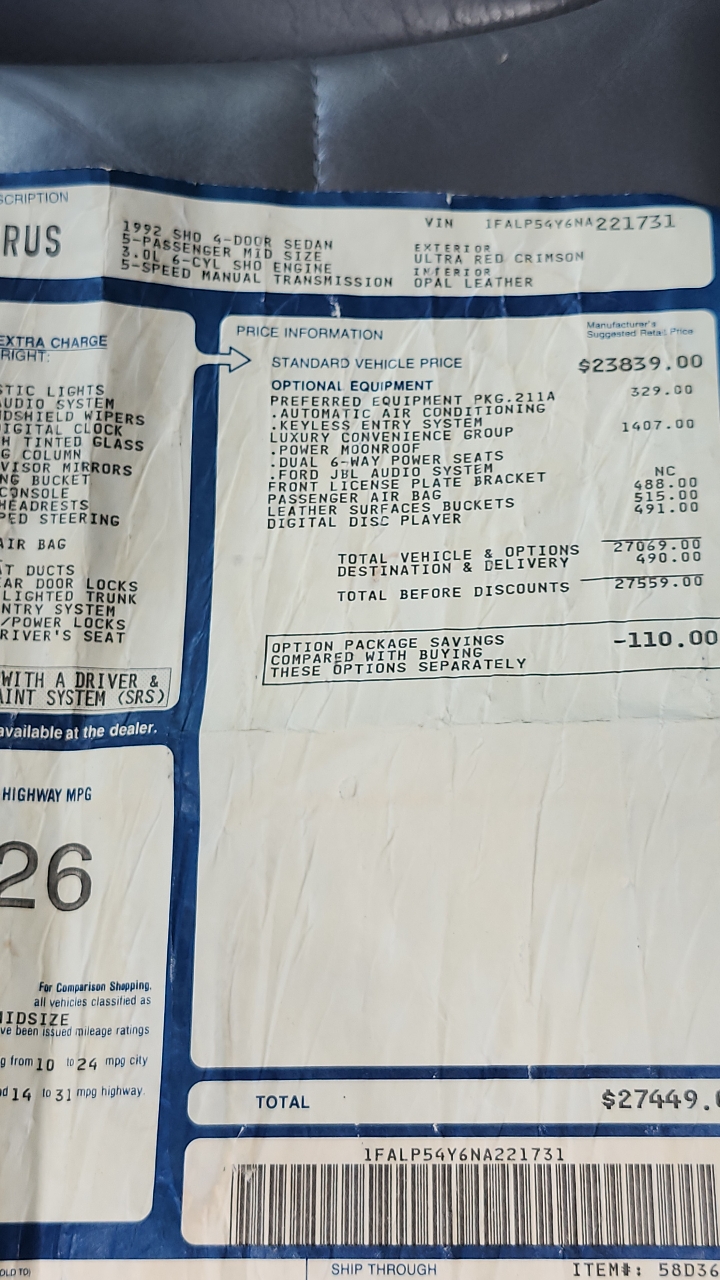 SCRIPTION
RUS
1992 SHO 4-DOOR SEDAN
5-PASSENGER MID SIZE
3.0L 6-CYL SHO ENGINE
5-SPEED MANUAL TRANSMISSION
VIN 1FALP54Y6NA221731
EXTERIOR
ULTRA RED CRIMSON
INTERIOR
OPAL LEATHER
EXTRA CHARGE
RIGHT:
STIC LIGHTS
AUDIO SYSTEM
DSHIELD WIPERS
IGITAL CLOCK
H TINTED GLASS
G COLUMN
VISOR MIRRORS
NG BUCKET
CONSOLE
HEADRESTS
PED STEERING
AIR BAG
T DUCTS
EAR DOOR LOCKS
LIGHTED TRUNK
NTRY SYSTEM
/POWER LOCKS
RIVER'S SEAT
WITH A DRIVER &
AINT SYSTEM (SRS)
available at the dealer.
PRICE INFORMATION
Manufacturer's
Suggested Retail Price
STANDARD VEHICLE PRICE $23839.00
OPTIONAL EQUIPMENT
PREFERRED EQUIPMENT PKG.211A 329.00
.AUTOMATIC AIR CONDITIONING
.KEYLESS ENTRY SYSTEM
LUXURY CONVENIENCE GROUP 1407.00
.POWER MOONROOF
.DUAL 6-WAY POWER SEATS
.FORD JBL AUDIO SYSTEM
FRONT LICENSE PLATE BRACKET NC
PASSENGER AIR BAG 488.00
LEATHER SURFACES BUCKETS 515.00
DIGITAL DISC PLAYER 491.00
TOTAL VEHICLE & OPTIONS 27069.00
DESTINATION & DELIVERY 490.00
TOTAL BEFORE DISCOUNTS 27559.00
OPTION PACKAGE SAVINGS -110.00
COMPARED WITH BUYING
THESE OPTIONS SEPARATELY
HIGHWAY MPG
26
For Comparison Shopping,
all vehicles classified as
MIDSIZE
ve been issued mileage ratings
g from 10 to 24 mpg city
d 14 to 31 mpg highway.
TOTAL $27449.
1FALP54Y6NA221731
OLD TO)
SHIP THROUGH
ITEM#: 58D36